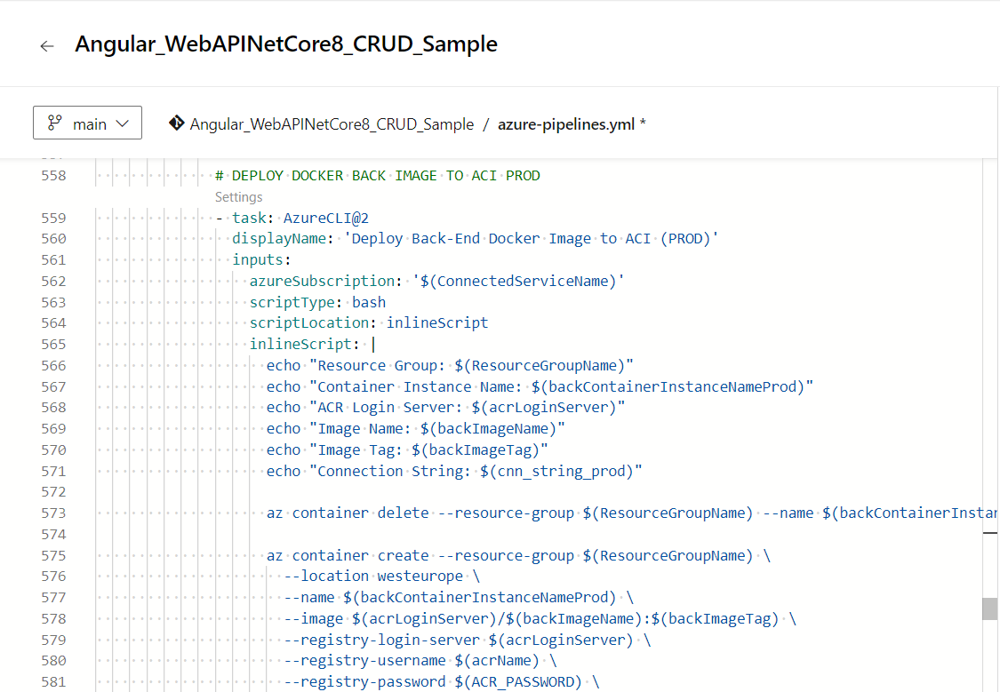 Angular_WebAPINetCore8_CRUD_Sample
main Angular_WebAPINetCore8_CRUD_Sample / azure-pipelines.yml *
558 # DEPLOY DOCKER BACK IMAGE TO ACI PROD
Settings
559 - task: AzureCLI@2
560 displayName: 'Deploy Back-End Docker Image to ACI (PROD)'
561 inputs:
562 azureSubscription: '$(ConnectedServiceName)'
563 scriptType: bash
564 scriptLocation: inlineScript
565 inlineScript: |
566 echo "Resource Group: $(ResourceGroupName)"
567 echo "Container Instance Name: $(backContainerInstanceNameProd)"
568 echo "ACR Login Server: $(acrLoginServer)"
569 echo "Image Name: $(backImageName)"
570 echo "Image Tag: $(backImageTag)"
571 echo "Connection String: $(cnn_string_prod)"
572
573 az container delete --resource-group $(ResourceGroupName) --name
574
575 az container create --resource-group $(ResourceGroupName) \
576 --location westeurope \
577 --name $(backContainerInstanceNameProd) \
578 --image $(acrLoginServer)/$(backImageName):$(backImageTag) \
579 --registry-login-server $(acrLoginServer) \
580 --registry-username $(acrName) \
581 --registry-password $(ACR_PASSWORD) \